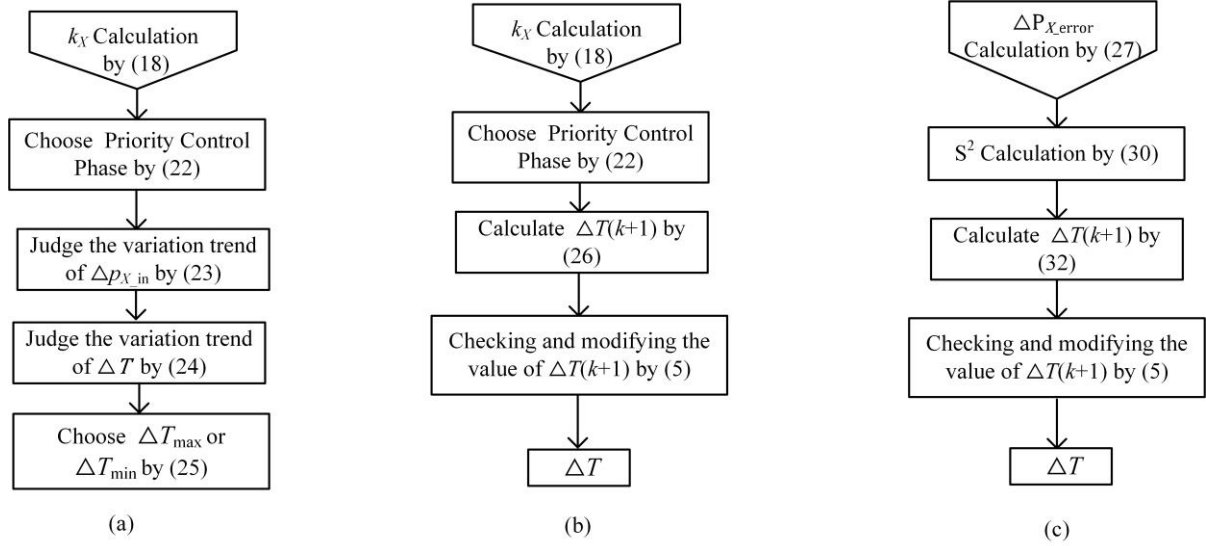 k_X Calculation
by (18)
Choose Priority Control
Phase by (22)
Judge the variation trend
of △p_X_in by (23)
Judge the variation trend
of △T by (24)
Choose △T_max or
△T_min by (25)
(a)
k_X Calculation
by (18)
Choose Priority Control
Phase by (22)
Calculate △T(k+1) by
(26)
Checking and modifying the
value of △T(k+1) by (5)
△T
(b)
△P_X_error
Calculation by (27)
S² Calculation by (30)
Calculate △T(k+1) by
(32)
Checking and modifying the
value of △T(k+1) by (5)
△T
(c)